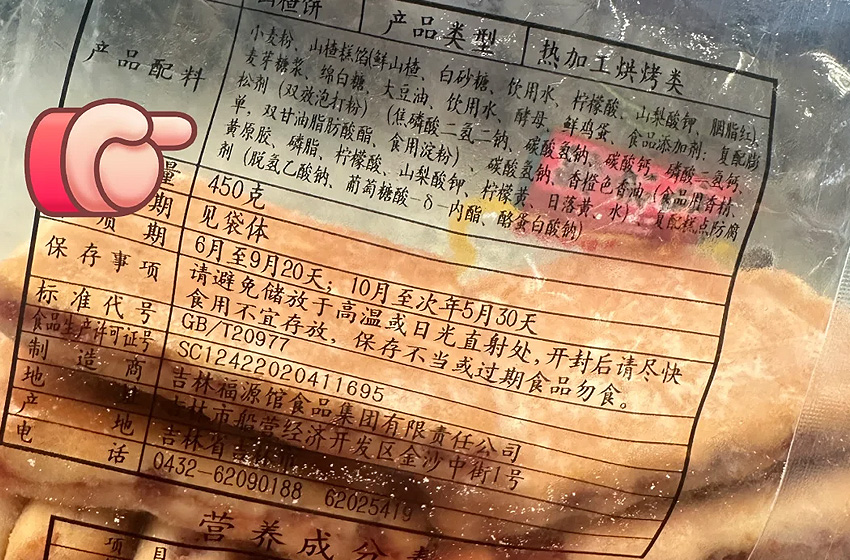 山楂饼 产品类型 热加工烘烤类
产品配料
小麦粉、山楂糕馅(鲜山楂、白砂糖、饮用水、柠檬酸、山梨酸钾、胭脂红)、
麦芽糖浆、绵白糖、大豆油、饮用水、酵母、鲜鸡蛋、食品添加剂:复配膨
松剂(双效泡打粉)(焦磷酸二氢二钠、碳酸氢钠、碳酸钙、磷酸二氢钙、
单,双甘油脂肪酸酯、食用淀粉)、碳酸氢钠、香橙色香油(食品用香精、
黄原胶、磷脂、柠檬酸、山梨酸钾、柠檬黄、日落黄、水)、复配糕点防腐
剂(脱氢乙酸钠、葡萄糖酸-δ-内酯、酪蛋白酸钠)
量 450克
期 见袋体
质 期 6月至9月20天;10月至次年5月30天
保存事项 请避免储放于高温或日光直射处,开封后请尽快
食用不宜存放,保存不当或过期食品勿食。
标准代号 GB/T20977
食品生产许可证号 SC12422020411695
制造商 吉林福源馆食品集团有限责任公司
地 吉林市船营经济开发区金沙中街1号
产地 吉林省吉林市
电话 0432-62090188 62025419
营养成分表
项